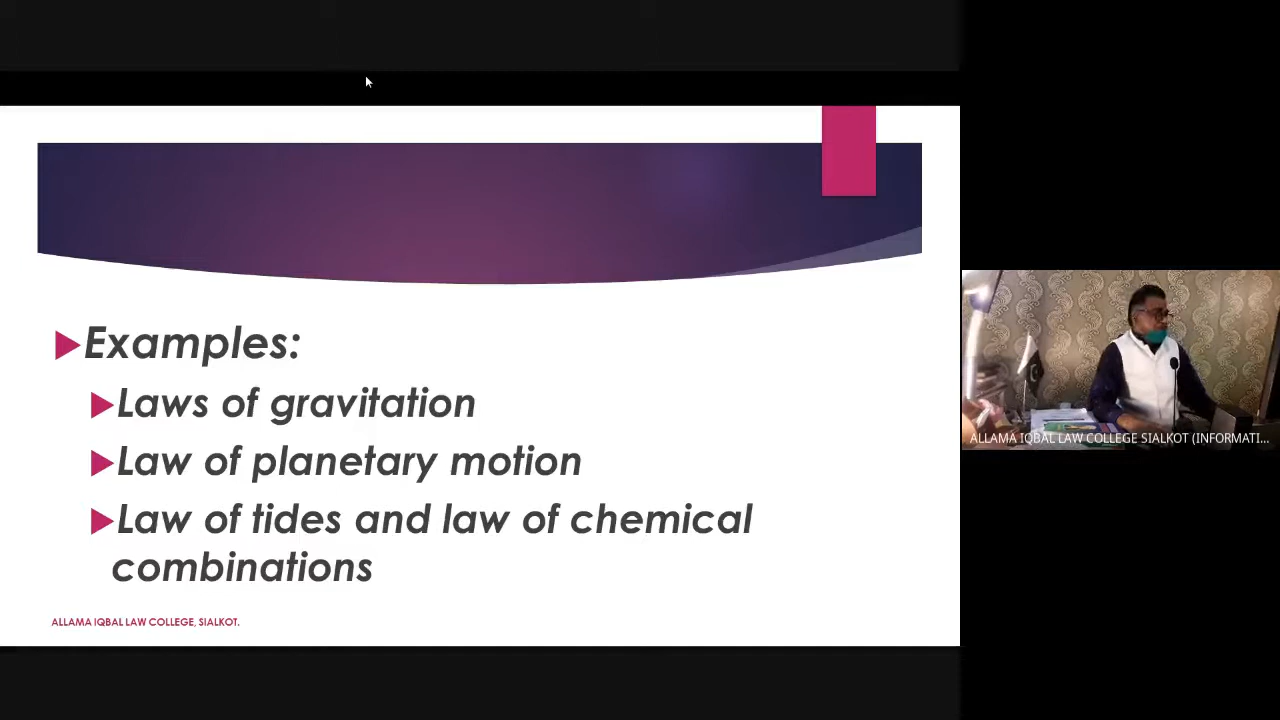 Examples:
Laws of gravitation
Law of planetary motion
Law of tides and law of chemical
combinations
ALLAMA IQBAL LAW COLLEGE, SIALKOT.
ALLAMA IQBAL LAW COLLEGE SIALKOT (INFORMATI...